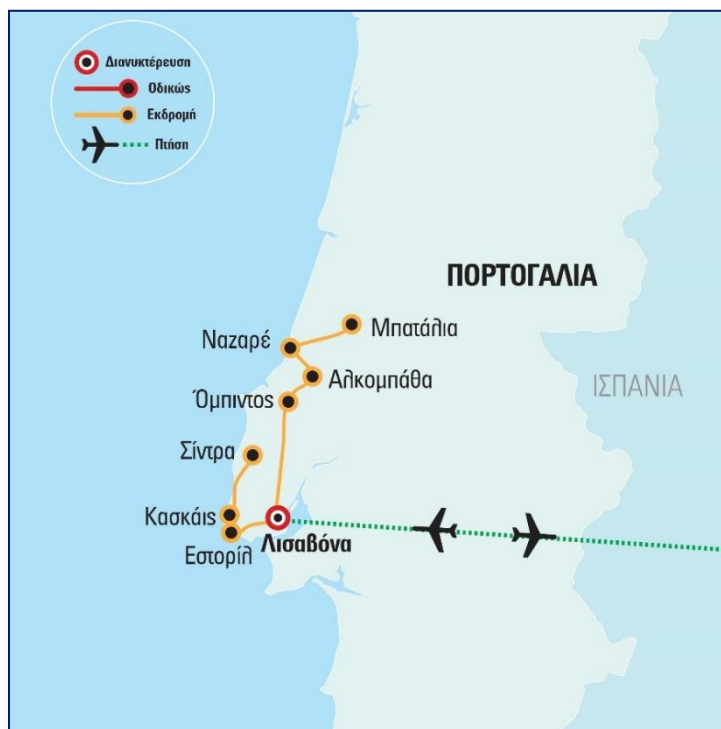 Διανυκτέρευση
Οδικώς
Εκδρομή
Πτήση
ΠΟΡΤΟΓΑΛΙΑ
Μπατάλια
Ναζαρέ
Αλκομπάθα
ΙΣΠΑΝΙΑ
Όμπιντος
Σίντρα
Κασκάις
Εστορίλ
Λισαβόνα